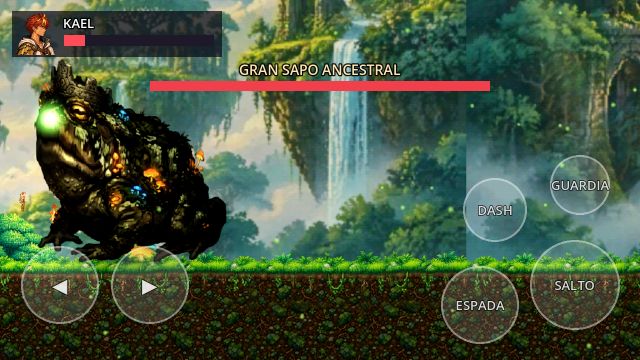 KAEL
GRAN SAPO ANCESTRAL
GUARDIA
DASH
SALTO
ESPADA